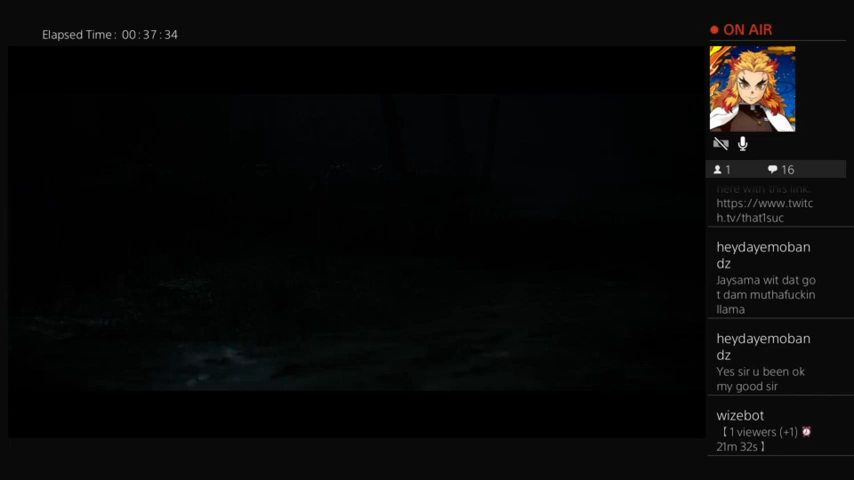 Elapsed Time: 00:37:34
ON AIR
1
16
here with this link.
https://www.twitc
h.tv/that1suc
heydayemoban
dz
Jaysama wit dat go
t dam muthafuckin
llama
heydayemoban
dz
Yes sir u been ok
my good sir
wizebot
【 1 viewers (+1) ⏰
21m 32s 】